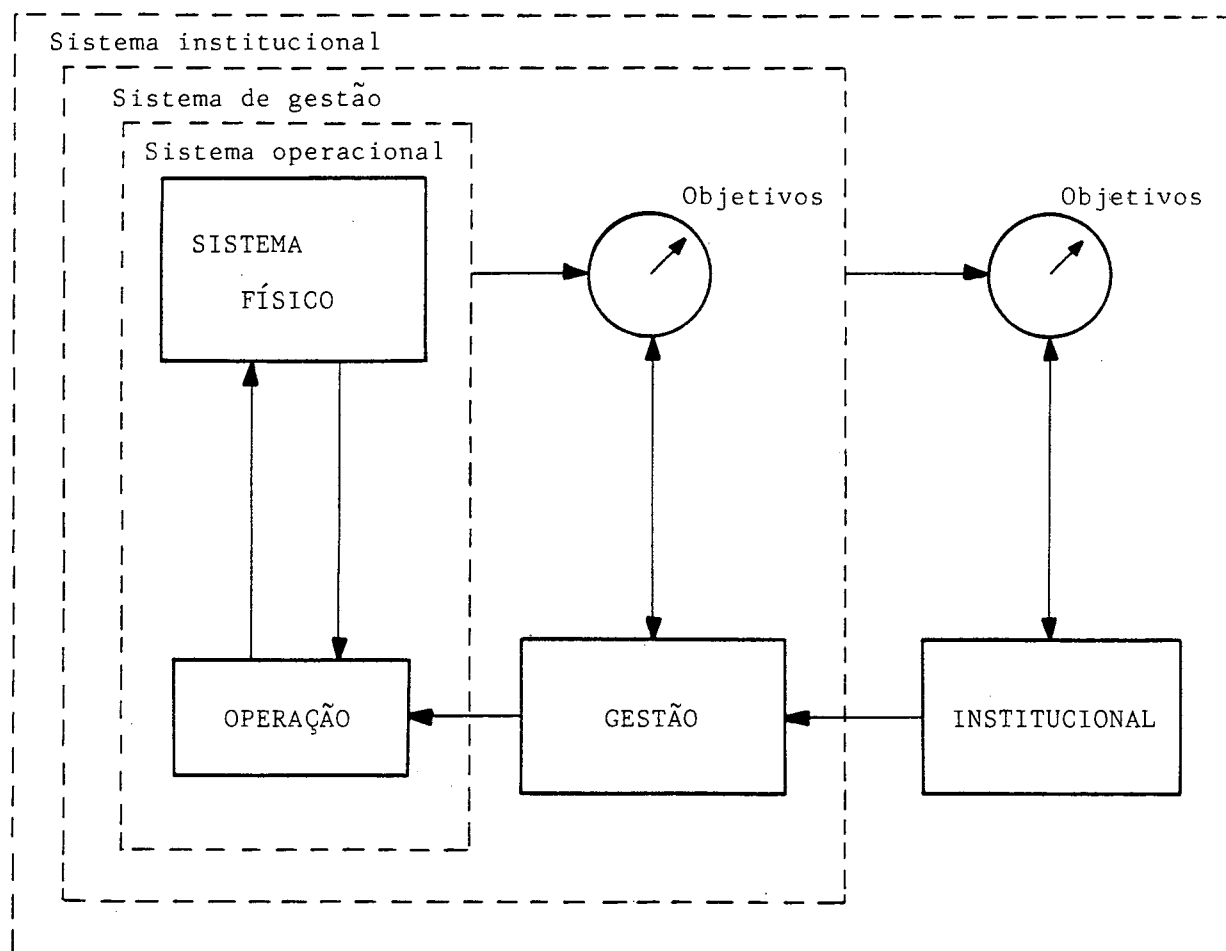 Sistema institucional
Sistema de gestão
Sistema operacional
SISTEMA
FÍSICO
Objetivos
Objetivos
OPERAÇÃO
GESTÃO
INSTITUCIONAL